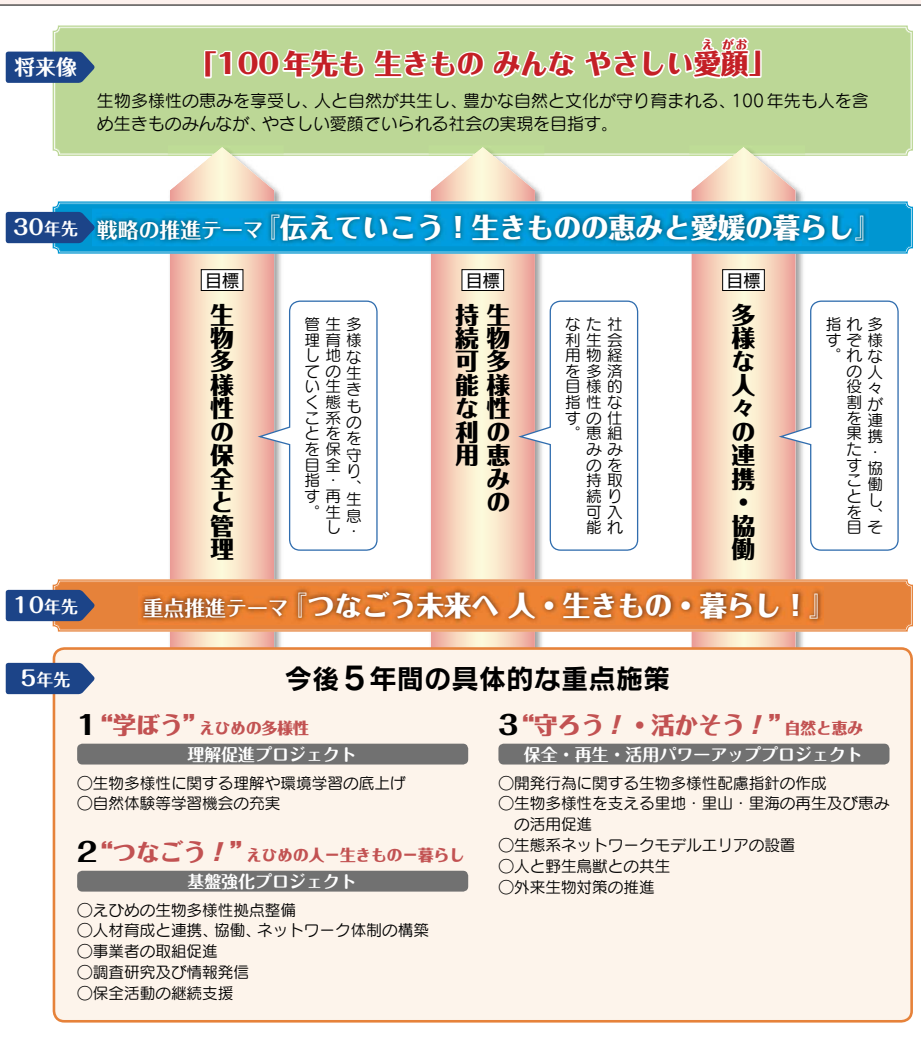 将来像
「100年先も 生きもの みんな やさしい愛顔」
え がお
生物多様性の恵みを享受し、人と自然が共生し、豊かな自然と文化が守り育まれる、100年先も人を含
め生きものみんなが、やさしい愛顔でいられる社会の実現を目指す。
30年先
戦略の推進テーマ『伝えていこう!生きものの恵みと愛媛の暮らし』
目標
生物多様性の保全と管理
多様な生きものを守り、生息・
生育地の生態系を保全・再生し
管理していくことを目指す。
目標
生物多様性の恵みの
持続可能な利用
社会経済的な仕組みを取り入れ
た生物多様性の恵みの持続可能
な利用を目指す。
目標
多様な人々の連携・協働
多様な人々が連携・協働し、そ
れぞれの役割を果たすことを目
指す。
10年先
重点推進テーマ『つなごう未来へ 人・生きもの・暮らし!』
5年先
今後5年間の具体的な重点施策
1 “学ぼう” えひめの多様性
理解促進プロジェクト
○生物多様性に関する理解や環境学習の底上げ
○自然体験等学習機会の充実
2 “つなごう!” えひめの人ー生きものー暮らし
基盤強化プロジェクト
○えひめの生物多様性拠点整備
○人材育成と連携、協働、ネットワーク体制の構築
○事業者の取組促進
○調査研究及び情報発信
○保全活動の継続支援
3 “守ろう!・活かそう!” 自然と恵み
保全・再生・活用パワーアッププロジェクト
○開発行為に関する生物多様性配慮指針の作成
○生物多様性を支える里地・里山・里海の再生及び恵み
の活用促進
○生態系ネットワークモデルエリアの設置
○人と野生鳥獣との共生
○外来生物対策の推進